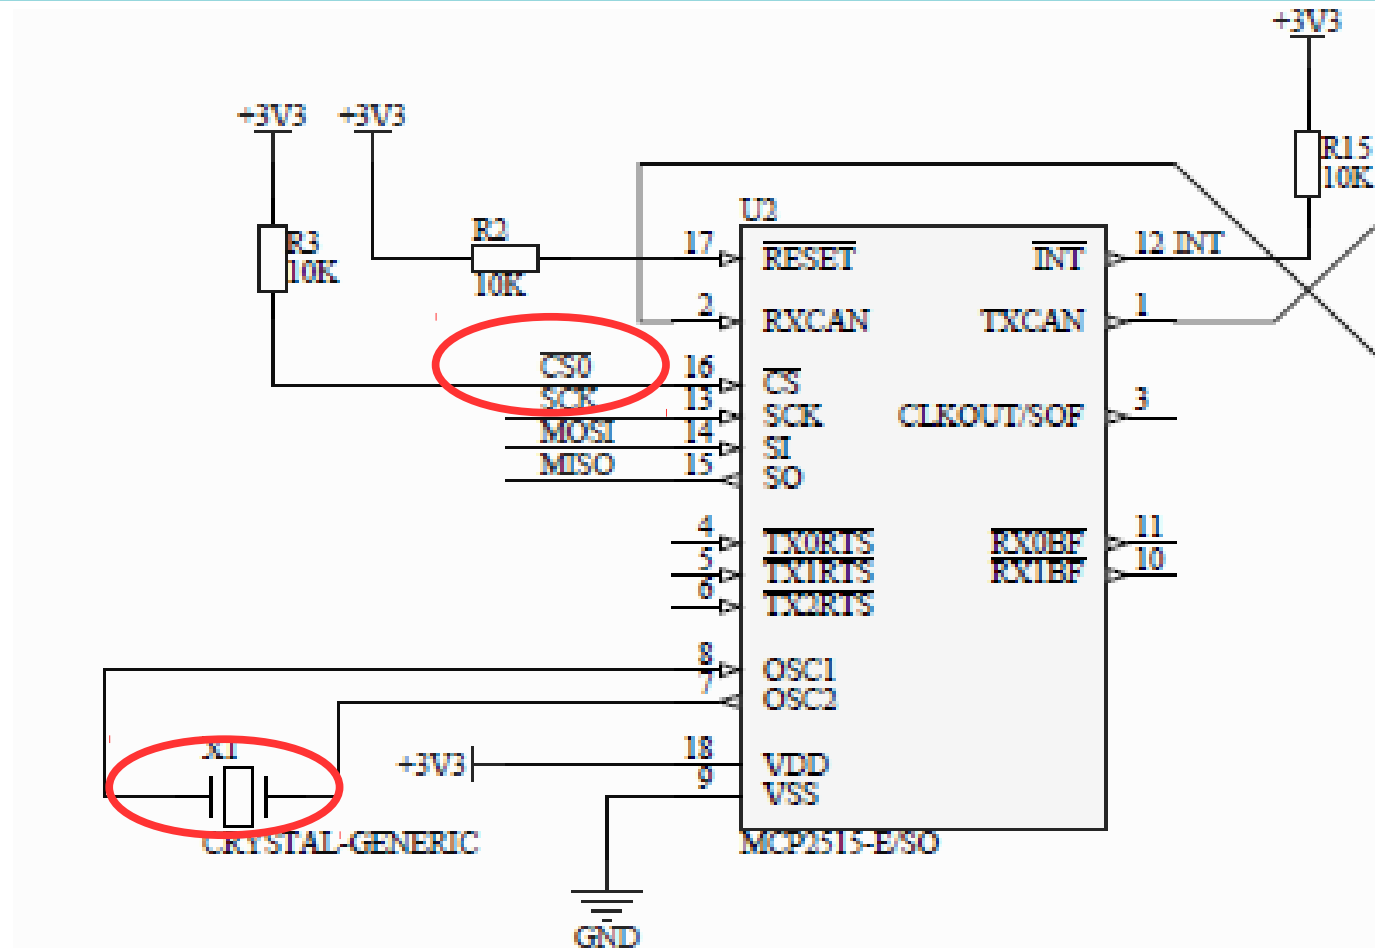 +3V3
+3V3 +3V3
R15
10K
U2
R3
10K
R2
10K
17 RESET INT 12 INT
2 RXCAN TXCAN 1
CS0 16 CS
SCK 13 SCK CLKOUT/SOF 3
MOSI 14 SI
MISO 15 SO
4 TX0RTS RX0BF 11
5 TX1RTS RX1BF 10
6 TX2RTS
8 OSC1
7 OSC2
X1
+3V3 18 VDD
9 VSS
CRYSTAL-GENERIC
MCP2515-E/SO
GND